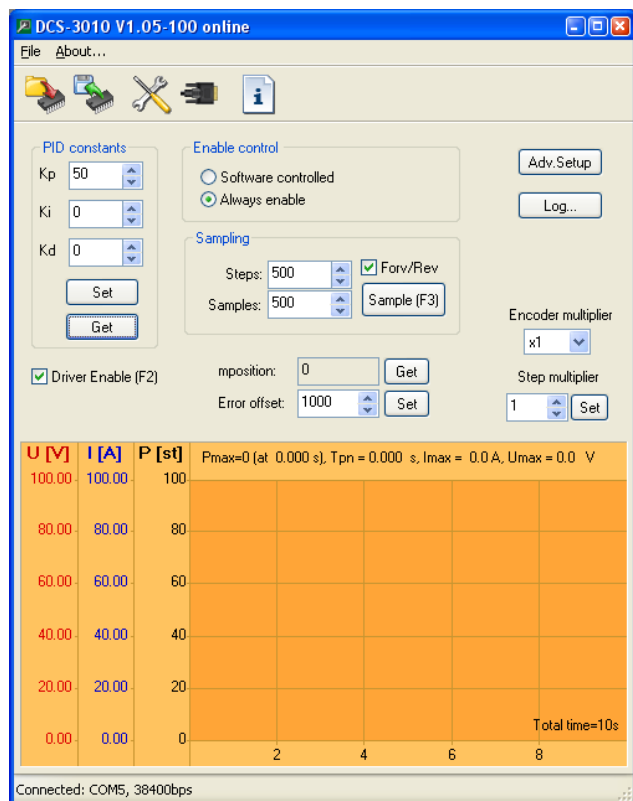 DCS-3010 V1.05-100 online
File About...
PID constants
Kp 50
Ki 0
Kd 0
Set
Get
Enable control
Software controlled
Always enable
Adv.Setup
Log...
Sampling
Steps: 500
Forv/Rev
Samples: 500
Sample (F3)
Encoder multiplier
x1
Driver Enable (F2)
mposition: 0 Get
Error offset: 1000 Set
Step multiplier
1 Set
U [V] I [A] P [st]
Pmax=0 (at 0.000 s), Tpn = 0.000 s, Imax = 0.0 A, Umax = 0.0 V
100.00 100.00 100
80.00 80.00 80
60.00 60.00 60
40.00 40.00 40
20.00 20.00 20
Total time=10s
0.00 0.00 0
2 4 6 8
Connected: COM5, 38400bps